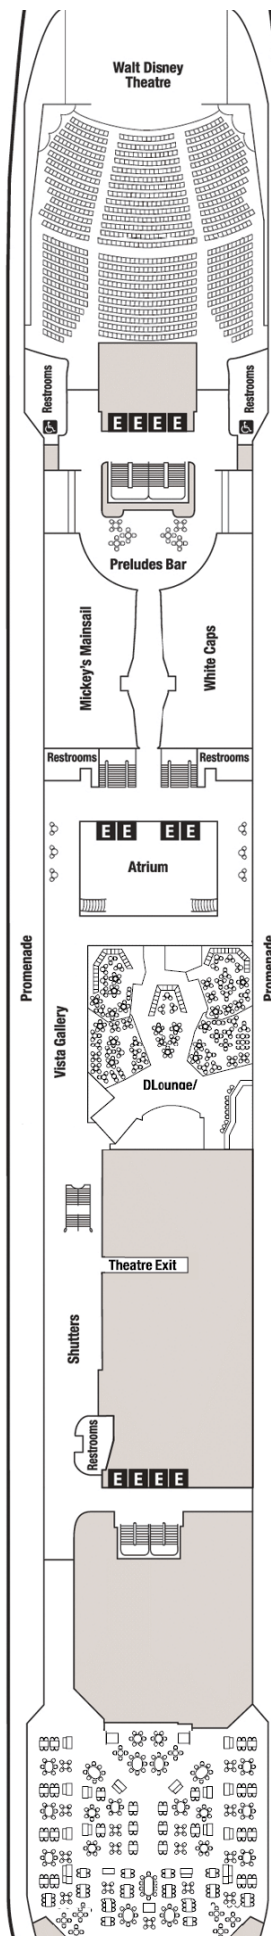 Walt Disney
Theatre
Restrooms
Restrooms
E E E E
Preludes Bar
Mickey's Mainsail
White Caps
Restrooms
Restrooms
E E
E E
Atrium
Promenade
Promenade
Vista Gallery
DLounge/
Theatre Exit
Shutters
Restrooms
E E E E